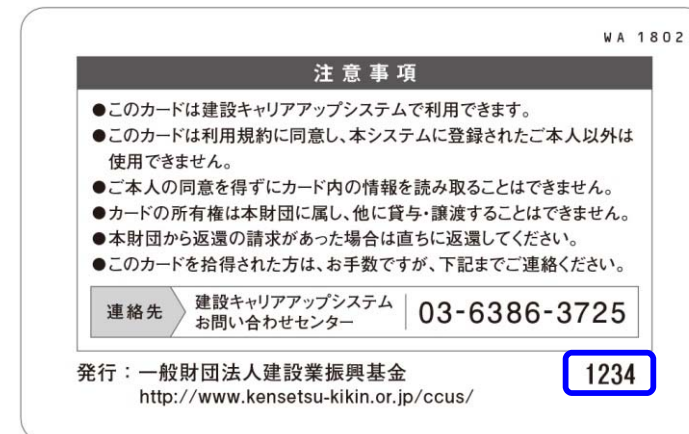 WA 1802
注意事項
●このカードは建設キャリアアップシステムで利用できます。
●このカードは利用規約に同意し、本システムに登録されたご本人以外は
使用できません。
●ご本人の同意を得ずにカード内の情報を読み取ることはできません。
●カードの所有権は本財団に属し、他に貸与・譲渡することはできません。
●本財団から返還の請求があった場合は直ちに返還してください。
●このカードを拾得された方は、お手数ですが、下記までご連絡ください。
連絡先
建設キャリアアップシステム
お問い合わせセンター
03-6386-3725
発行：一般財団法人建設業振興基金
http://www.kensetsu-kikin.or.jp/ccus/
1234